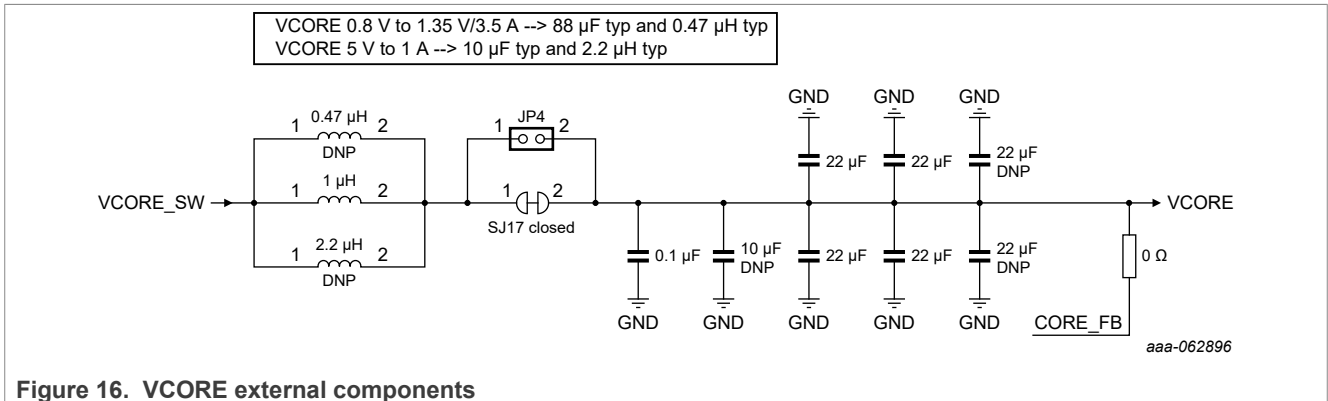 VCORE 0.8 V to 1.35 V/3.5 A --> 88 µF typ and 0.47 µH typ
VCORE 5 V to 1 A --> 10 µF typ and 2.2 µH typ
GND GND GND
0.47 µH
1 2
DNP
JP4
1 2
22 µF 22 µF 22 µF
DNP
1 µH
1 2
VCORE_SW
1 2
SJ17 closed
VCORE
2.2 µH
1 2
DNP
0.1 µF 10 µF
DNP
22 µF 22 µF 22 µF
DNP
0 Ω
GND GND GND GND GND
CORE_FB
aaa-062896
Figure 16. VCORE external components